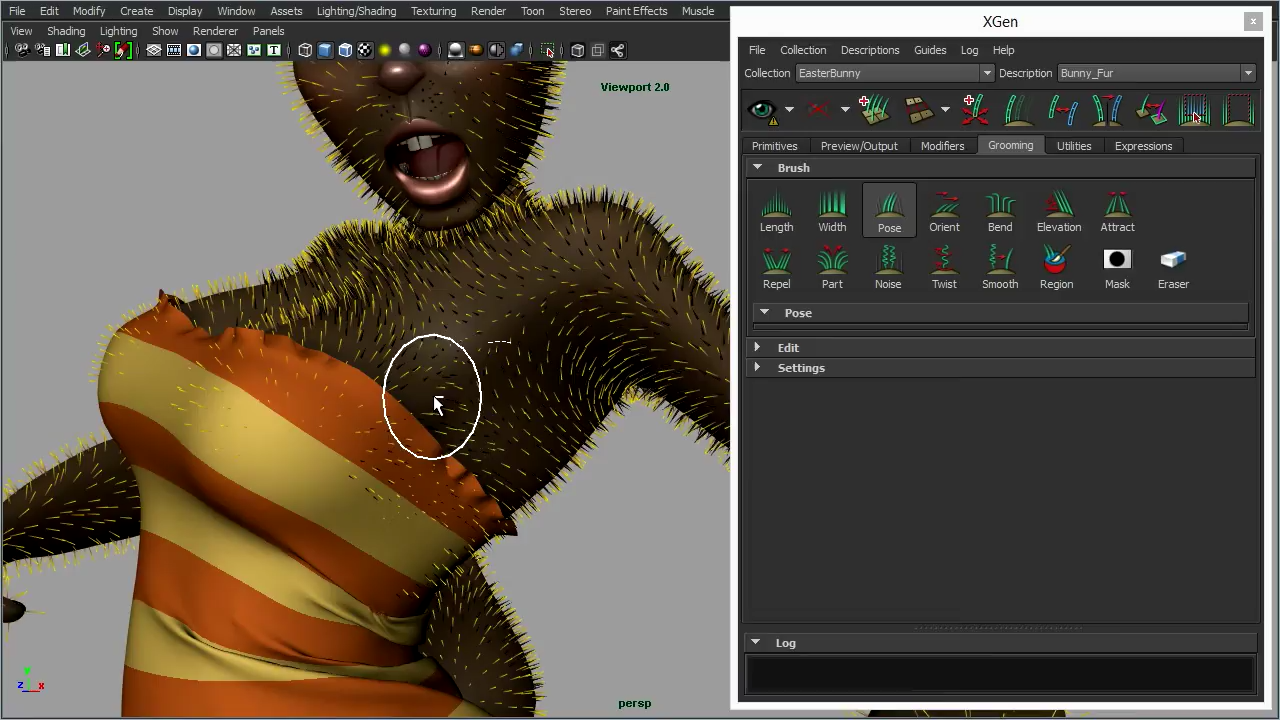 File Edit Modify Create Display Window Assets Lighting/Shading Texturing Render Toon Stereo Paint Effects Muscle
View Shading Lighting Show Renderer Panels
Viewport 2.0
persp
z x
XGen
File Collection Descriptions Guides Log Help
Collection EasterBunny Description Bunny_Fur
Primitives Preview/Output Modifiers Grooming Utilities Expressions
Brush
Length Width Pose Orient Bend Elevation Attract
Repel Part Noise Twist Smooth Region Mask Eraser
Pose
Edit
Settings
Log